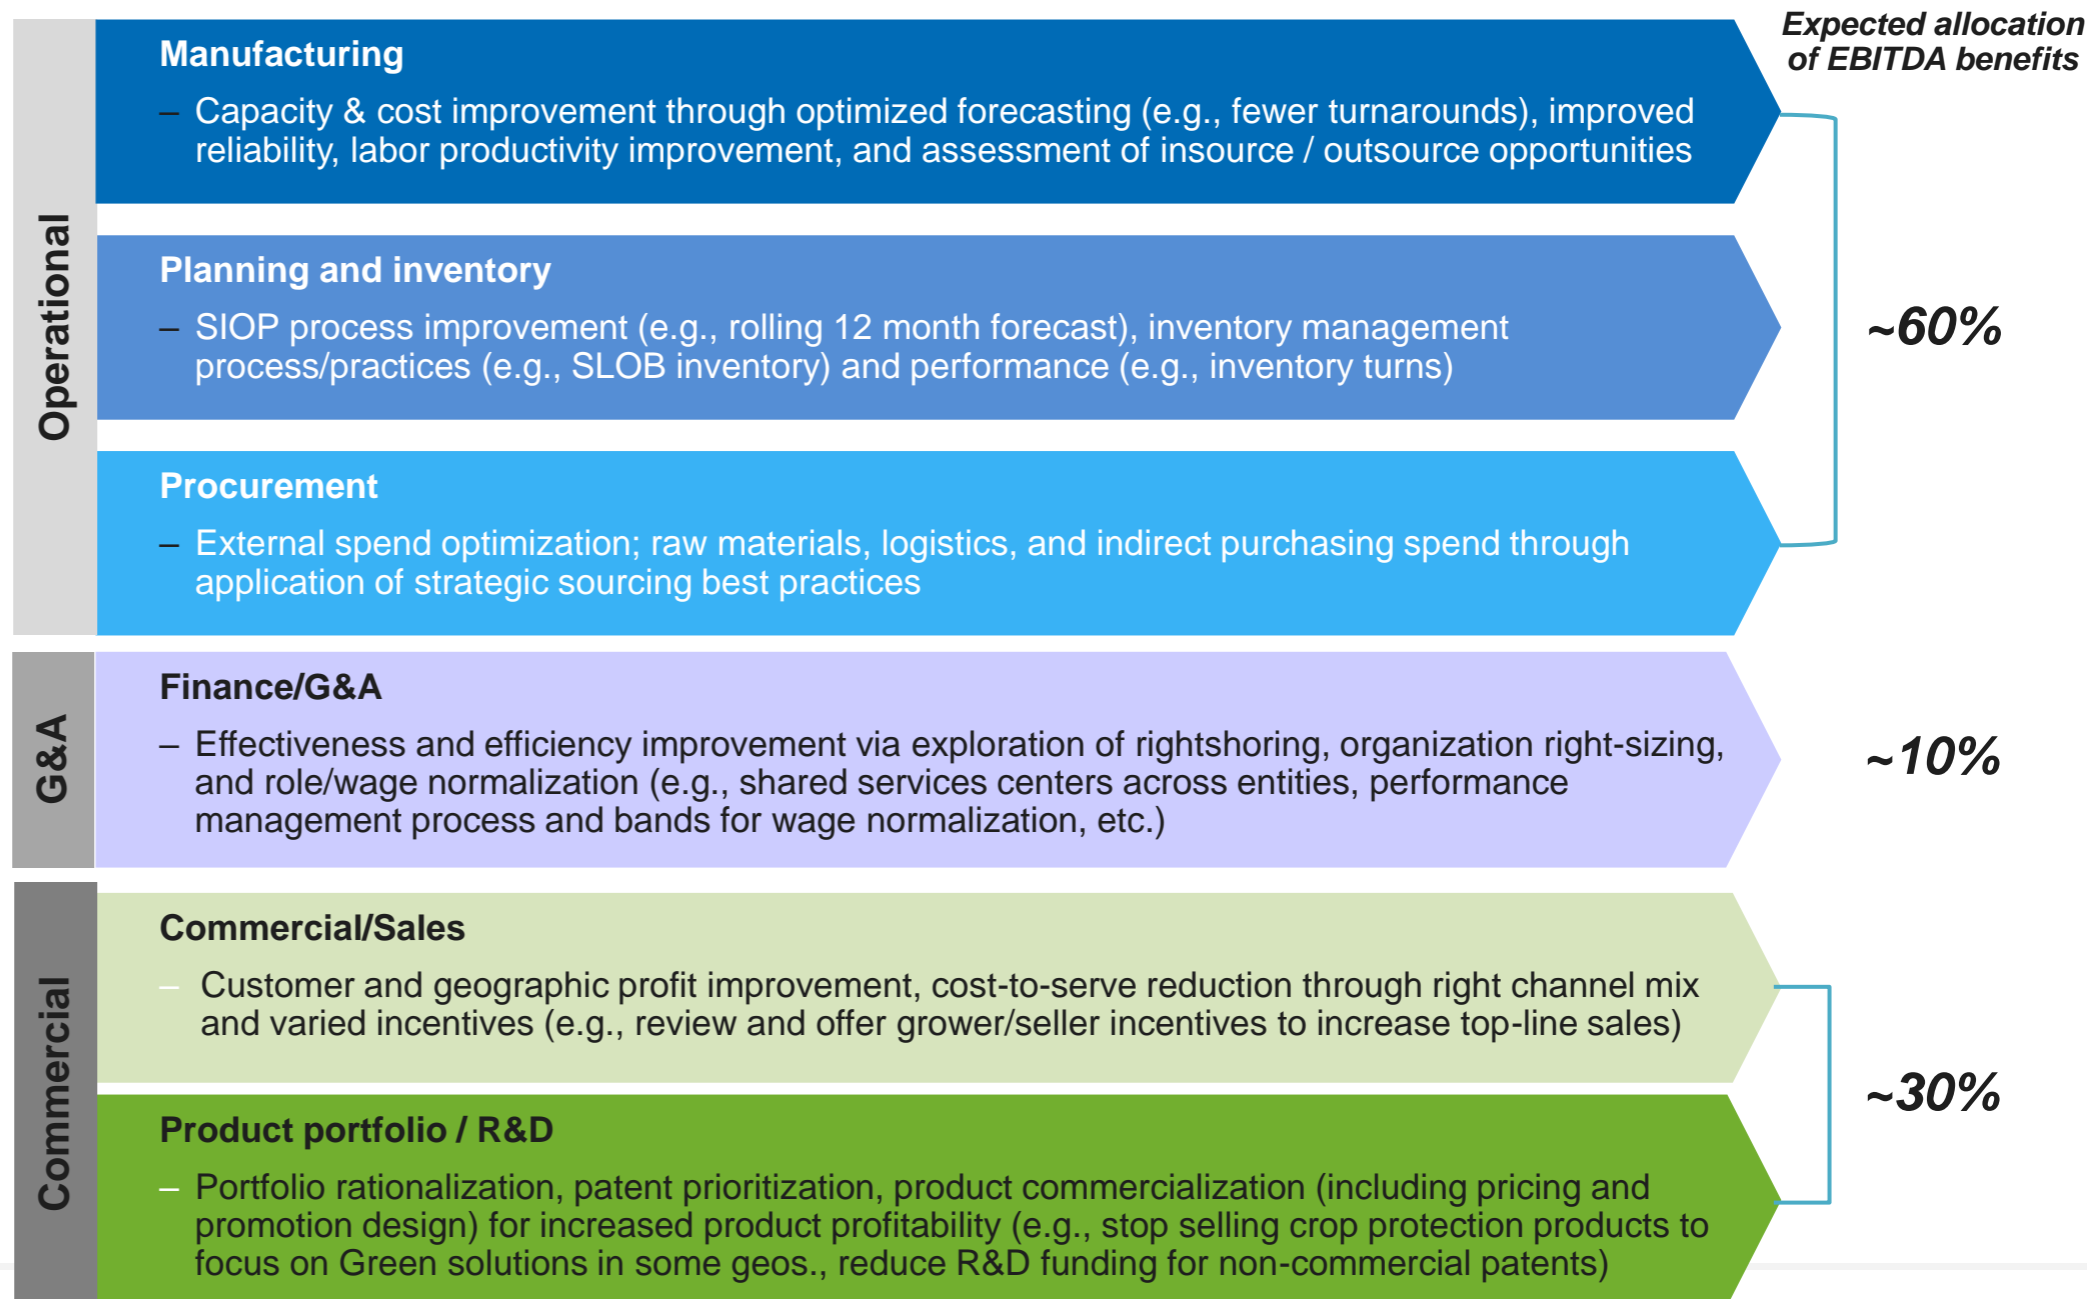 Expected allocation
of EBITDA benefits
Operational
Manufacturing
– Capacity & cost improvement through optimized forecasting (e.g., fewer turnarounds), improved
reliability, labor productivity improvement, and assessment of insource / outsource opportunities
Planning and inventory
– SIOP process improvement (e.g., rolling 12 month forecast), inventory management
process/practices (e.g., SLOB inventory) and performance (e.g., inventory turns)
~60%
Procurement
– External spend optimization; raw materials, logistics, and indirect purchasing spend through
application of strategic sourcing best practices
G&A
Finance/G&A
– Effectiveness and efficiency improvement via exploration of rightshoring, organization right-sizing,
and role/wage normalization (e.g., shared services centers across entities, performance
management process and bands for wage normalization, etc.)
~10%
Commercial
Commercial/Sales
– Customer and geographic profit improvement, cost-to-serve reduction through right channel mix
and varied incentives (e.g., review and offer grower/seller incentives to increase top-line sales)
~30%
Product portfolio / R&D
– Portfolio rationalization, patent prioritization, product commercialization (including pricing and
promotion design) for increased product profitability (e.g., stop selling crop protection products to
focus on Green solutions in some geos., reduce R&D funding for non-commercial patents)